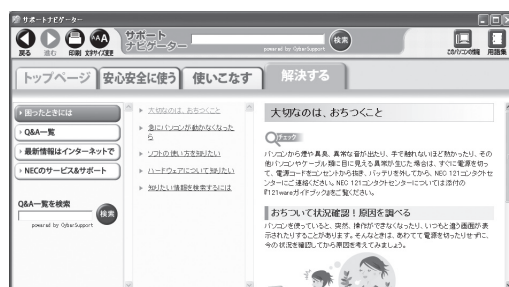 サポートナビゲーター
戻る 進む 印刷 文字サイズ変更
サポート
ナビゲーター
powered by CyberSupport
検索
このパソコンの情報 用語集
トップページ 安心安全に使う 使いこなす 解決する
困ったときには
Q&A一覧
最新情報はインターネットで
NECのサービス&サポート
Q&A一覧を検索
検索
powered by CyberSupport
大切なのは、おちつくこと
急にパソコンが動かなくなった
ら
ソフトの使い方を知りたい
ハードウェアについて知りたい
知りたい情報を検索するには
大切なのは、おちつくこと
チェック
パソコンから煙や異臭、異常な音が出たり、手で触れないほど熱かったり、その
他パソコンやケーブル類に目に見える異常が生じた場合は、すぐに電源を切っ
て、電源コードをコンセントから抜き、バッテリを外してから、NEC 121コンタクトセ
ンターにご連絡ください。NEC 121コンタクトセンターについては添付の
『121wareガイドブック』をご覧ください。
おちついて状況確認！原因を調べる
パソコンを使っていると、突然、操作ができなくなったり、いつもと違う画面が表
示されたりすることがあります。そんなときは、あわてて電源を切ったりせずに、
今の状況を確認してから原因を考えてみましょう。